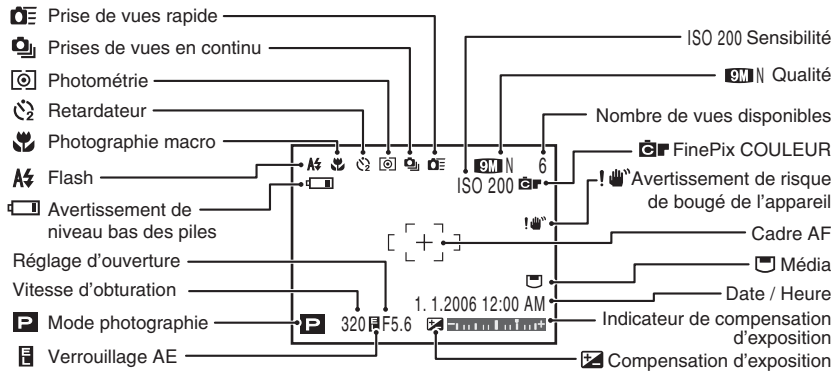 Prise de vues rapide
Prises de vues en continu
Photométrie
Retardateur
Photographie macro
Flash
Avertissement de
niveau bas des piles
Réglage d'ouverture
Vitesse d'obturation
P Mode photographie
Verrouillage AE
ISO 200 Sensibilité
9M N Qualité
Nombre de vues disponibles
FinePix COULEUR
! Avertissement de risque
de bougé de l'appareil
Cadre AF
Média
Date / Heure
Indicateur de compensation
d'exposition
Compensation d'exposition
9M N 6
ISO 200
!
1. 1.2006 12:00 AM
P 320 F5.6